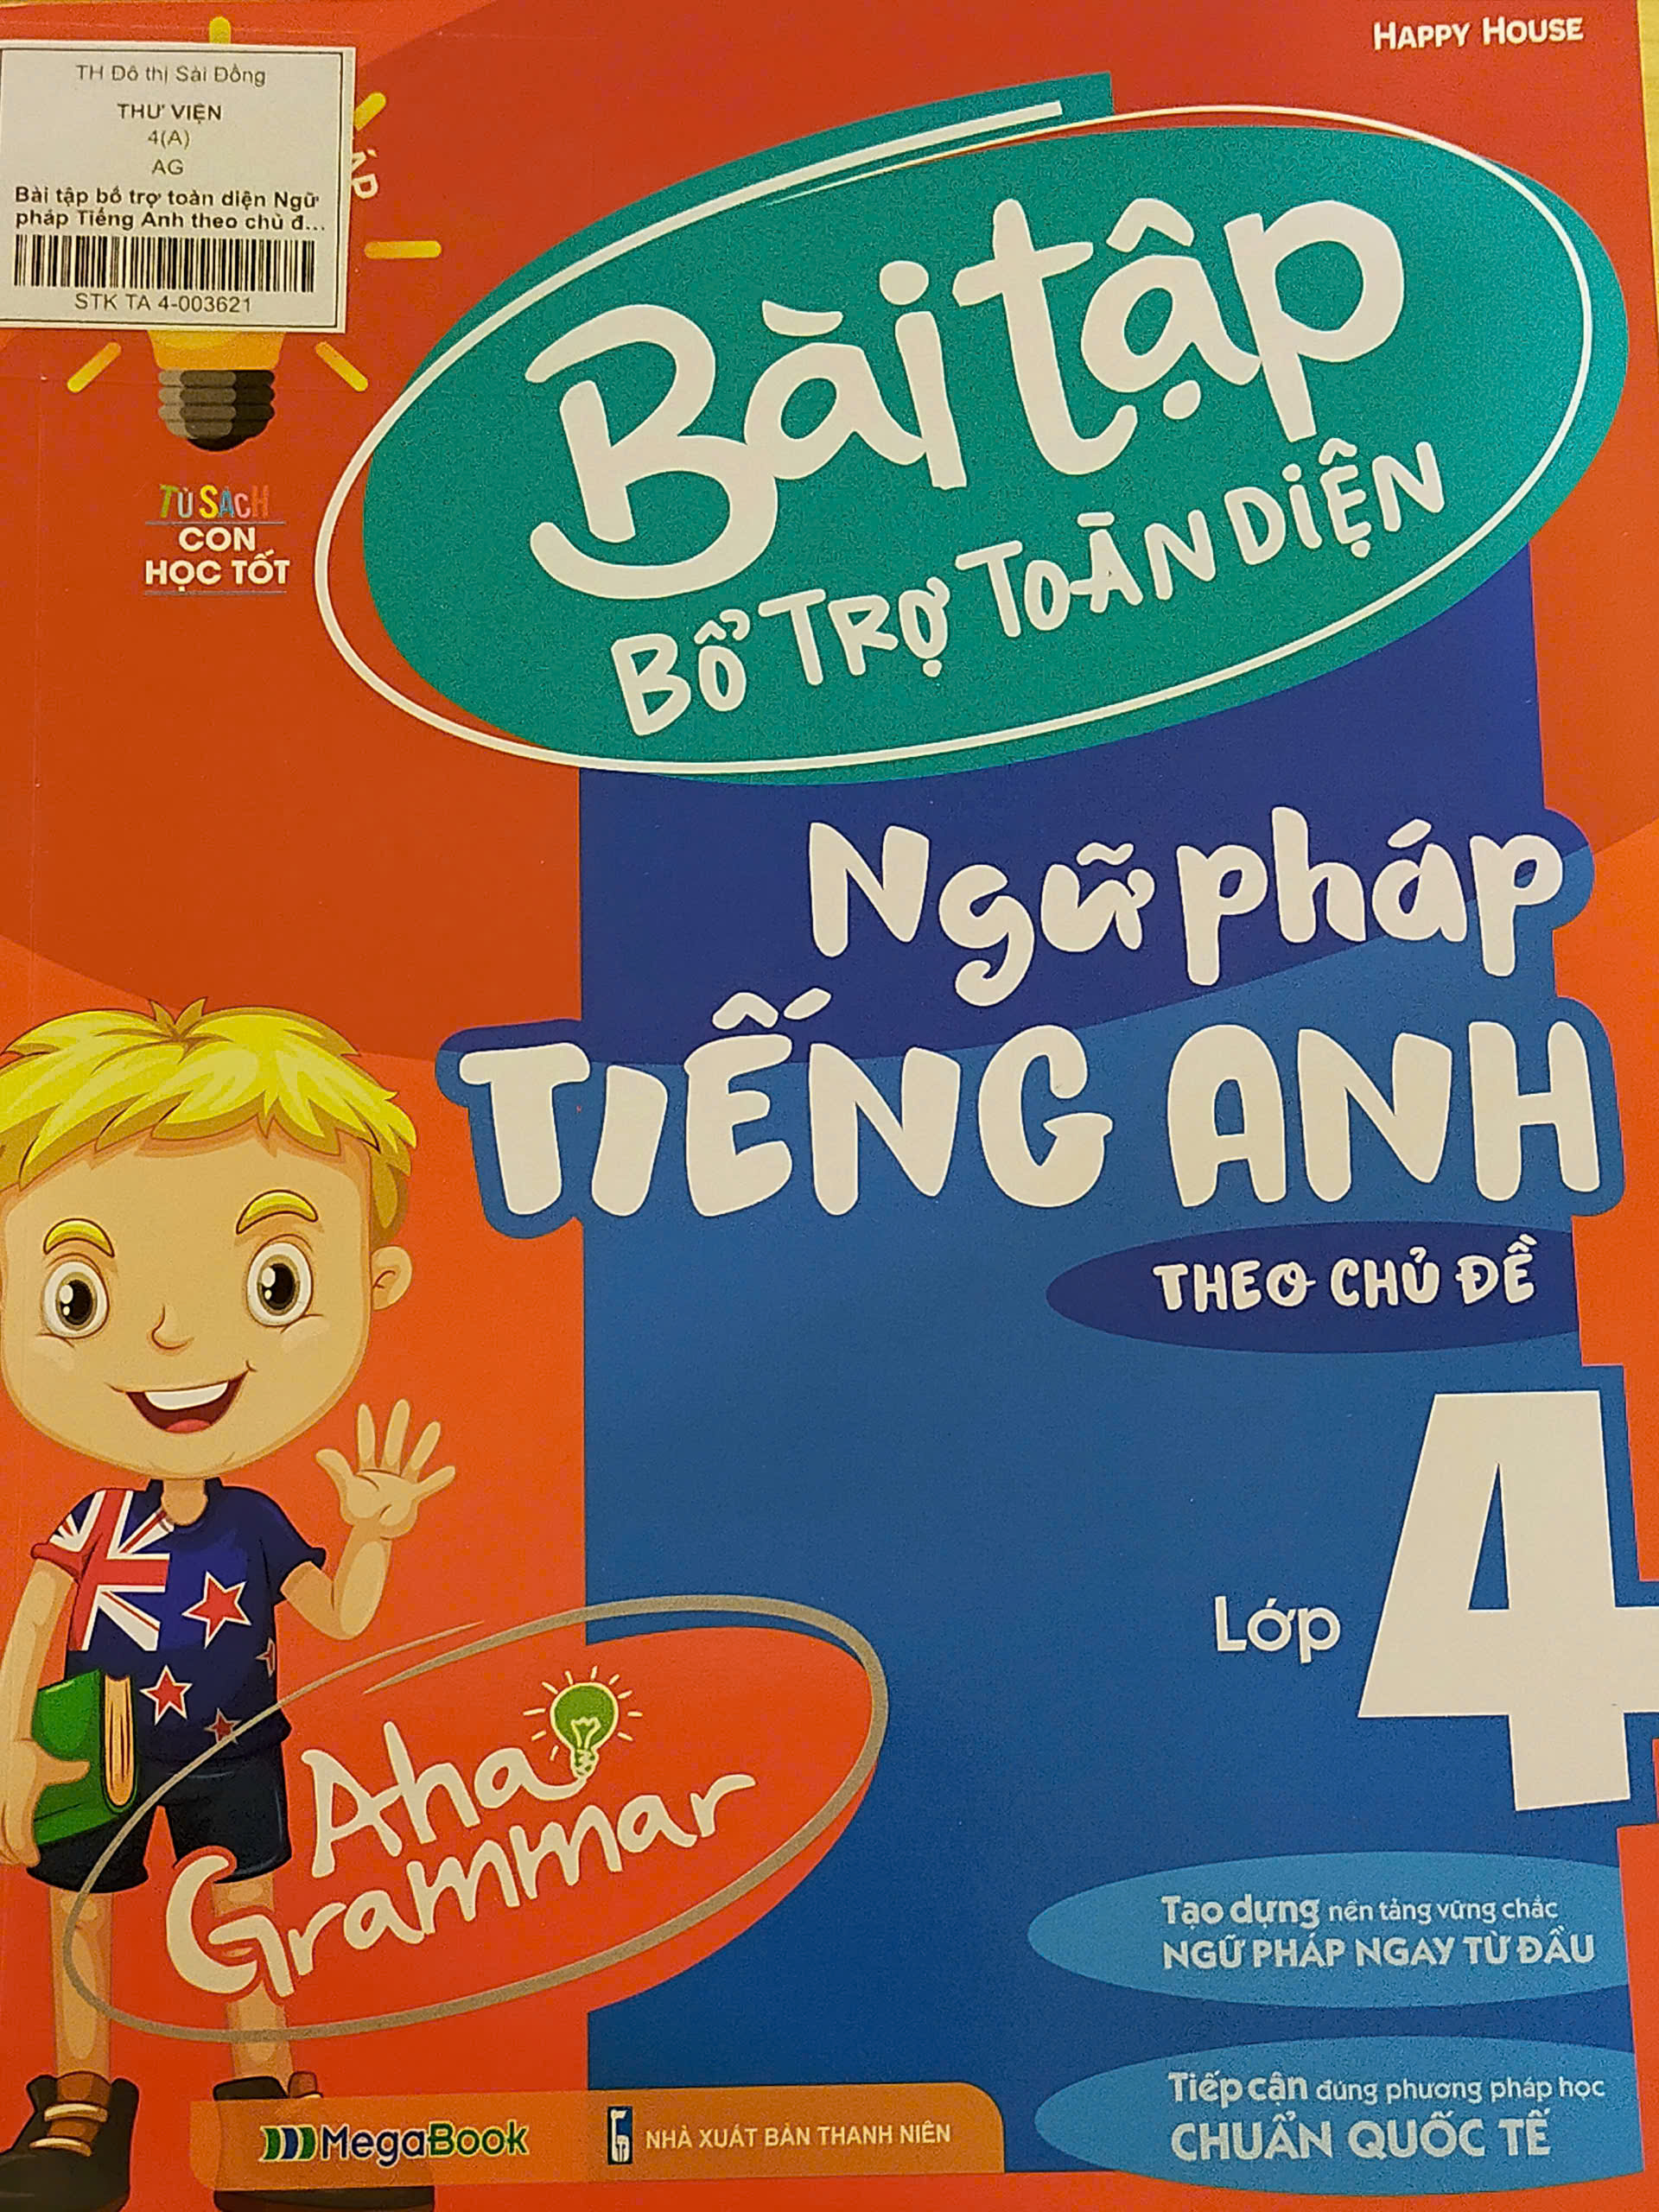 HAPPY HOUSE
TH Đô thị Sài Đồng
THƯ VIỆN
4(A)
AG
Bài tập bổ trợ toàn diện Ngữ
pháp Tiếng Anh theo chủ đ...
STK TA 4-003621
TỦ SÁCH
CON
HỌC TỐT
Bài tập
BỔ TRỢ TOÀN DIỆN
Ngữ pháp
TIẾNG ANH
THEO CHỦ ĐỀ
Lớp 4
Aha
Grammar
Tạo dựng nền tảng vững chắc
NGỮ PHÁP NGAY TỪ ĐẦU
Tiếp cận đúng phương pháp học
CHUẨN QUỐC TẾ
MegaBook
NHÀ XUẤT BẢN THANH NIÊN